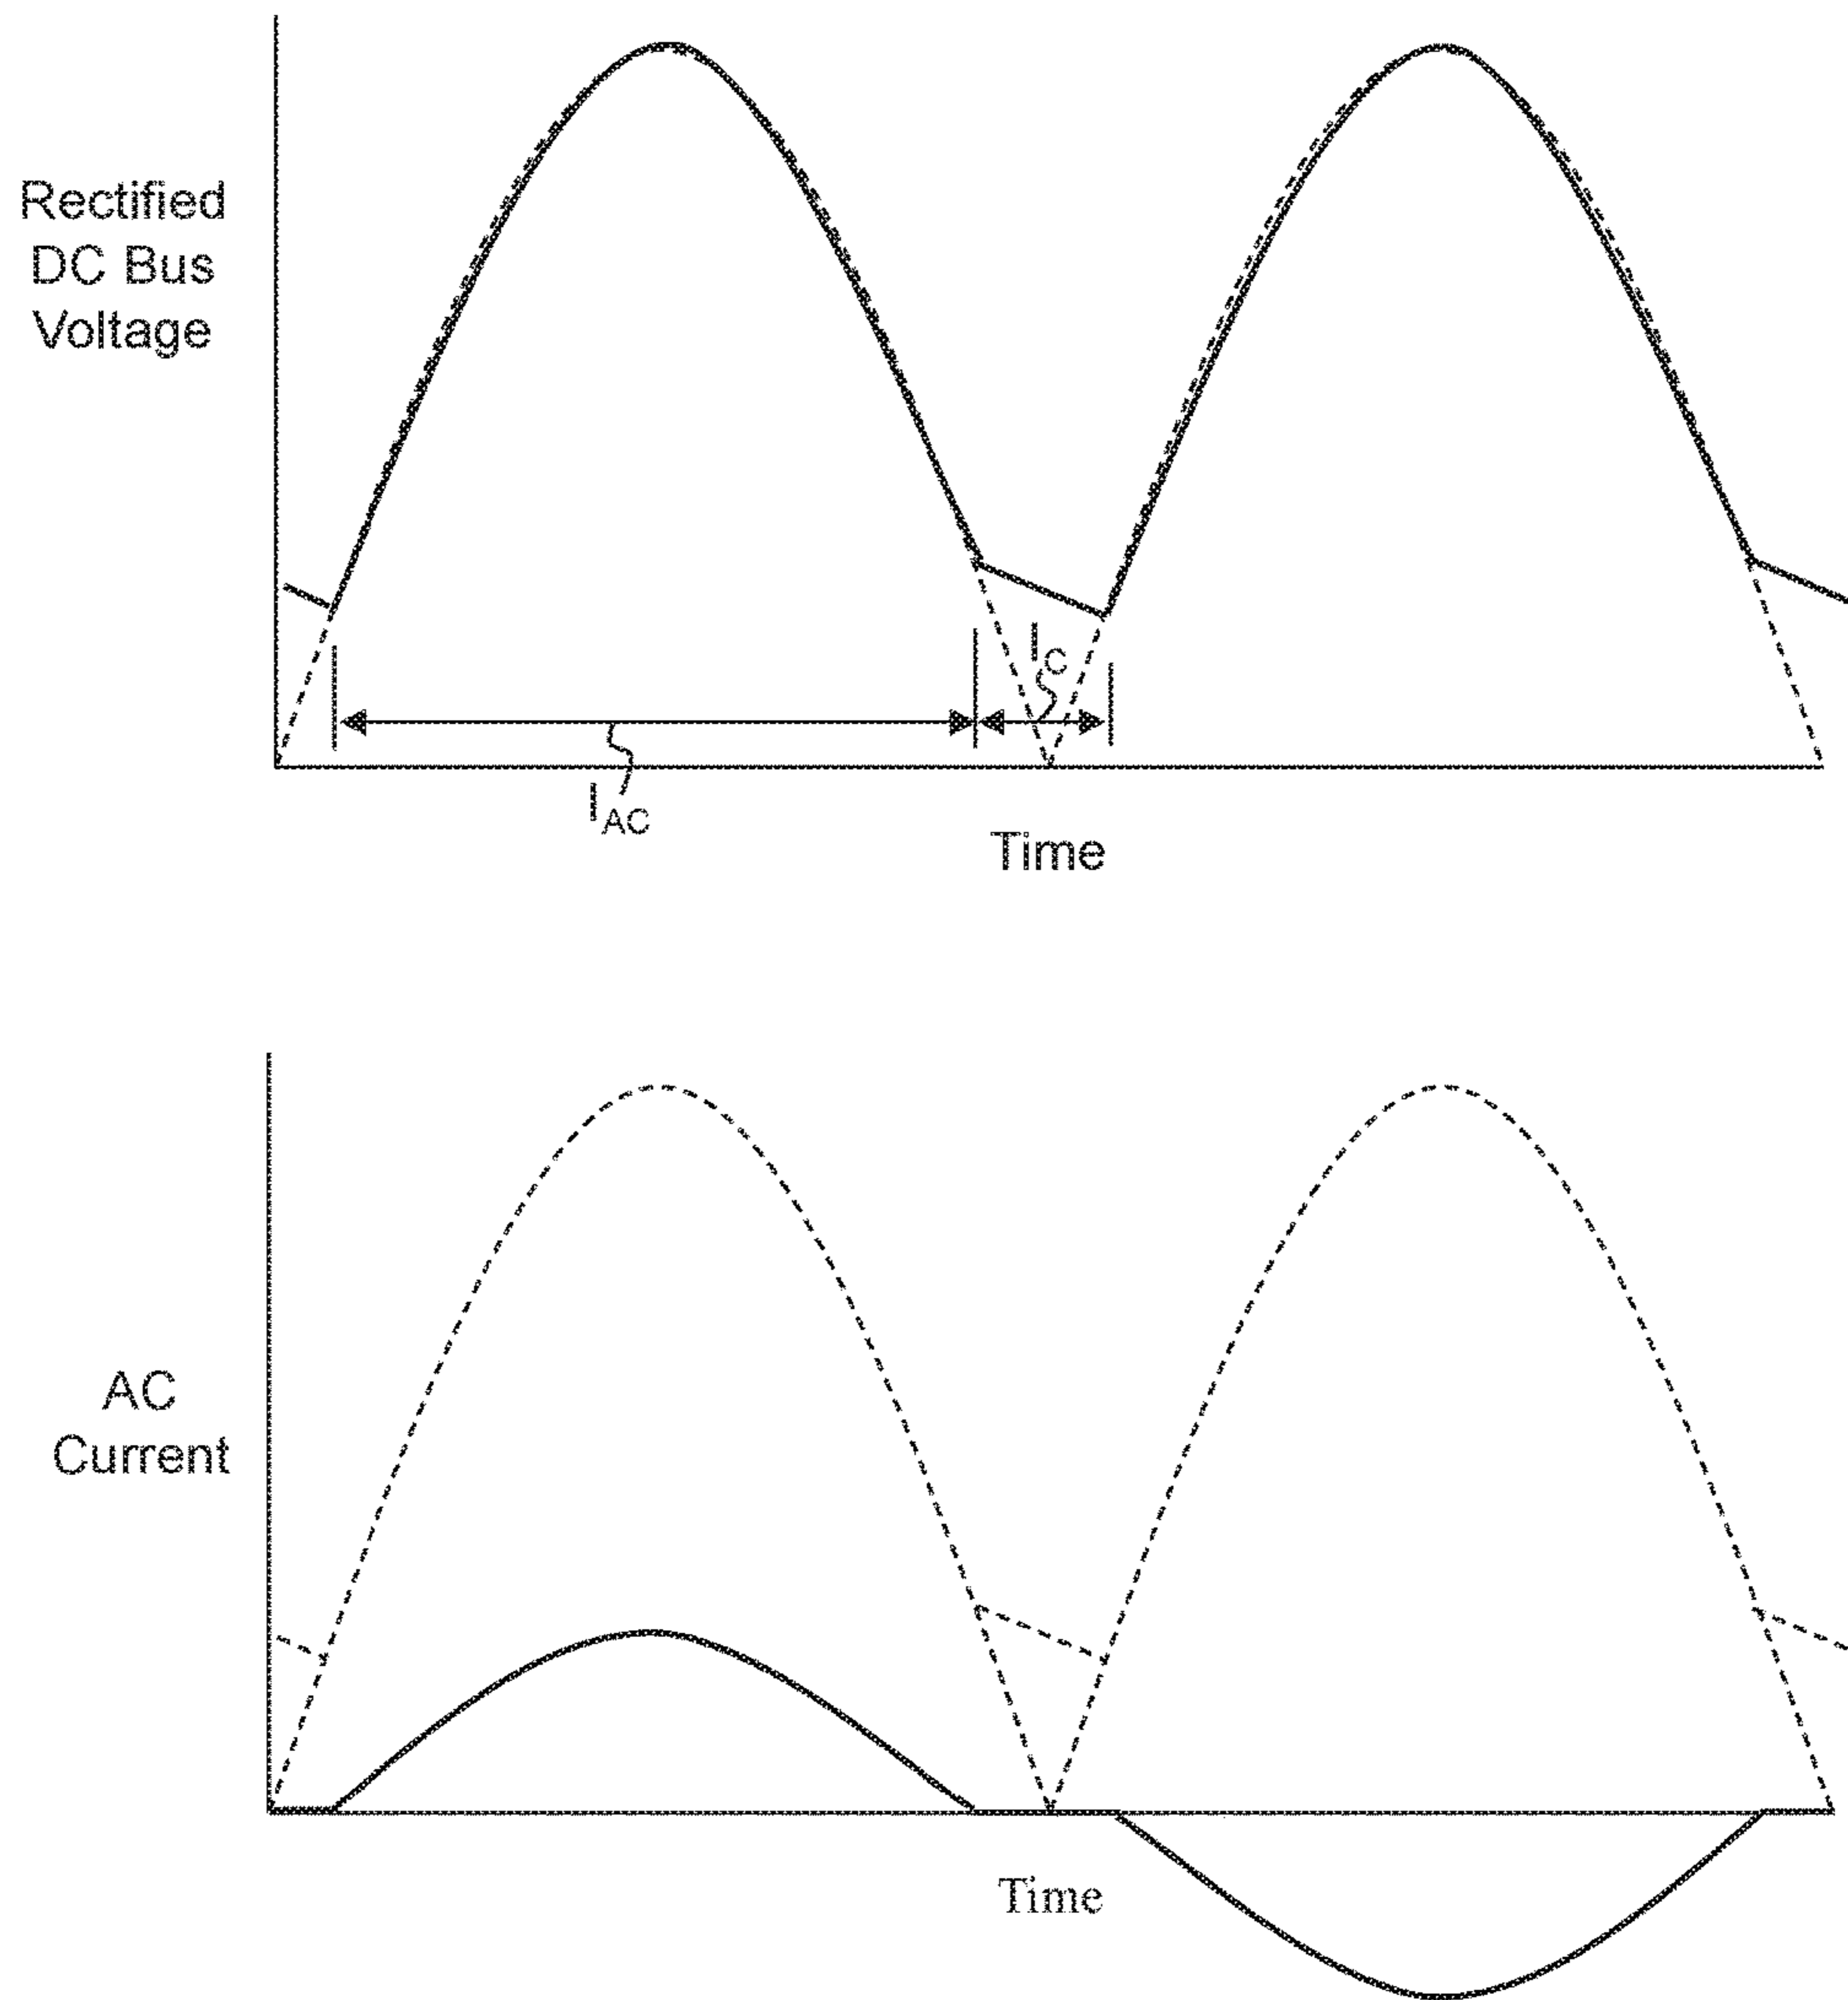 Rectified
DC Bus
Voltage
I_C
I_AC
Time
AC
Current
Time